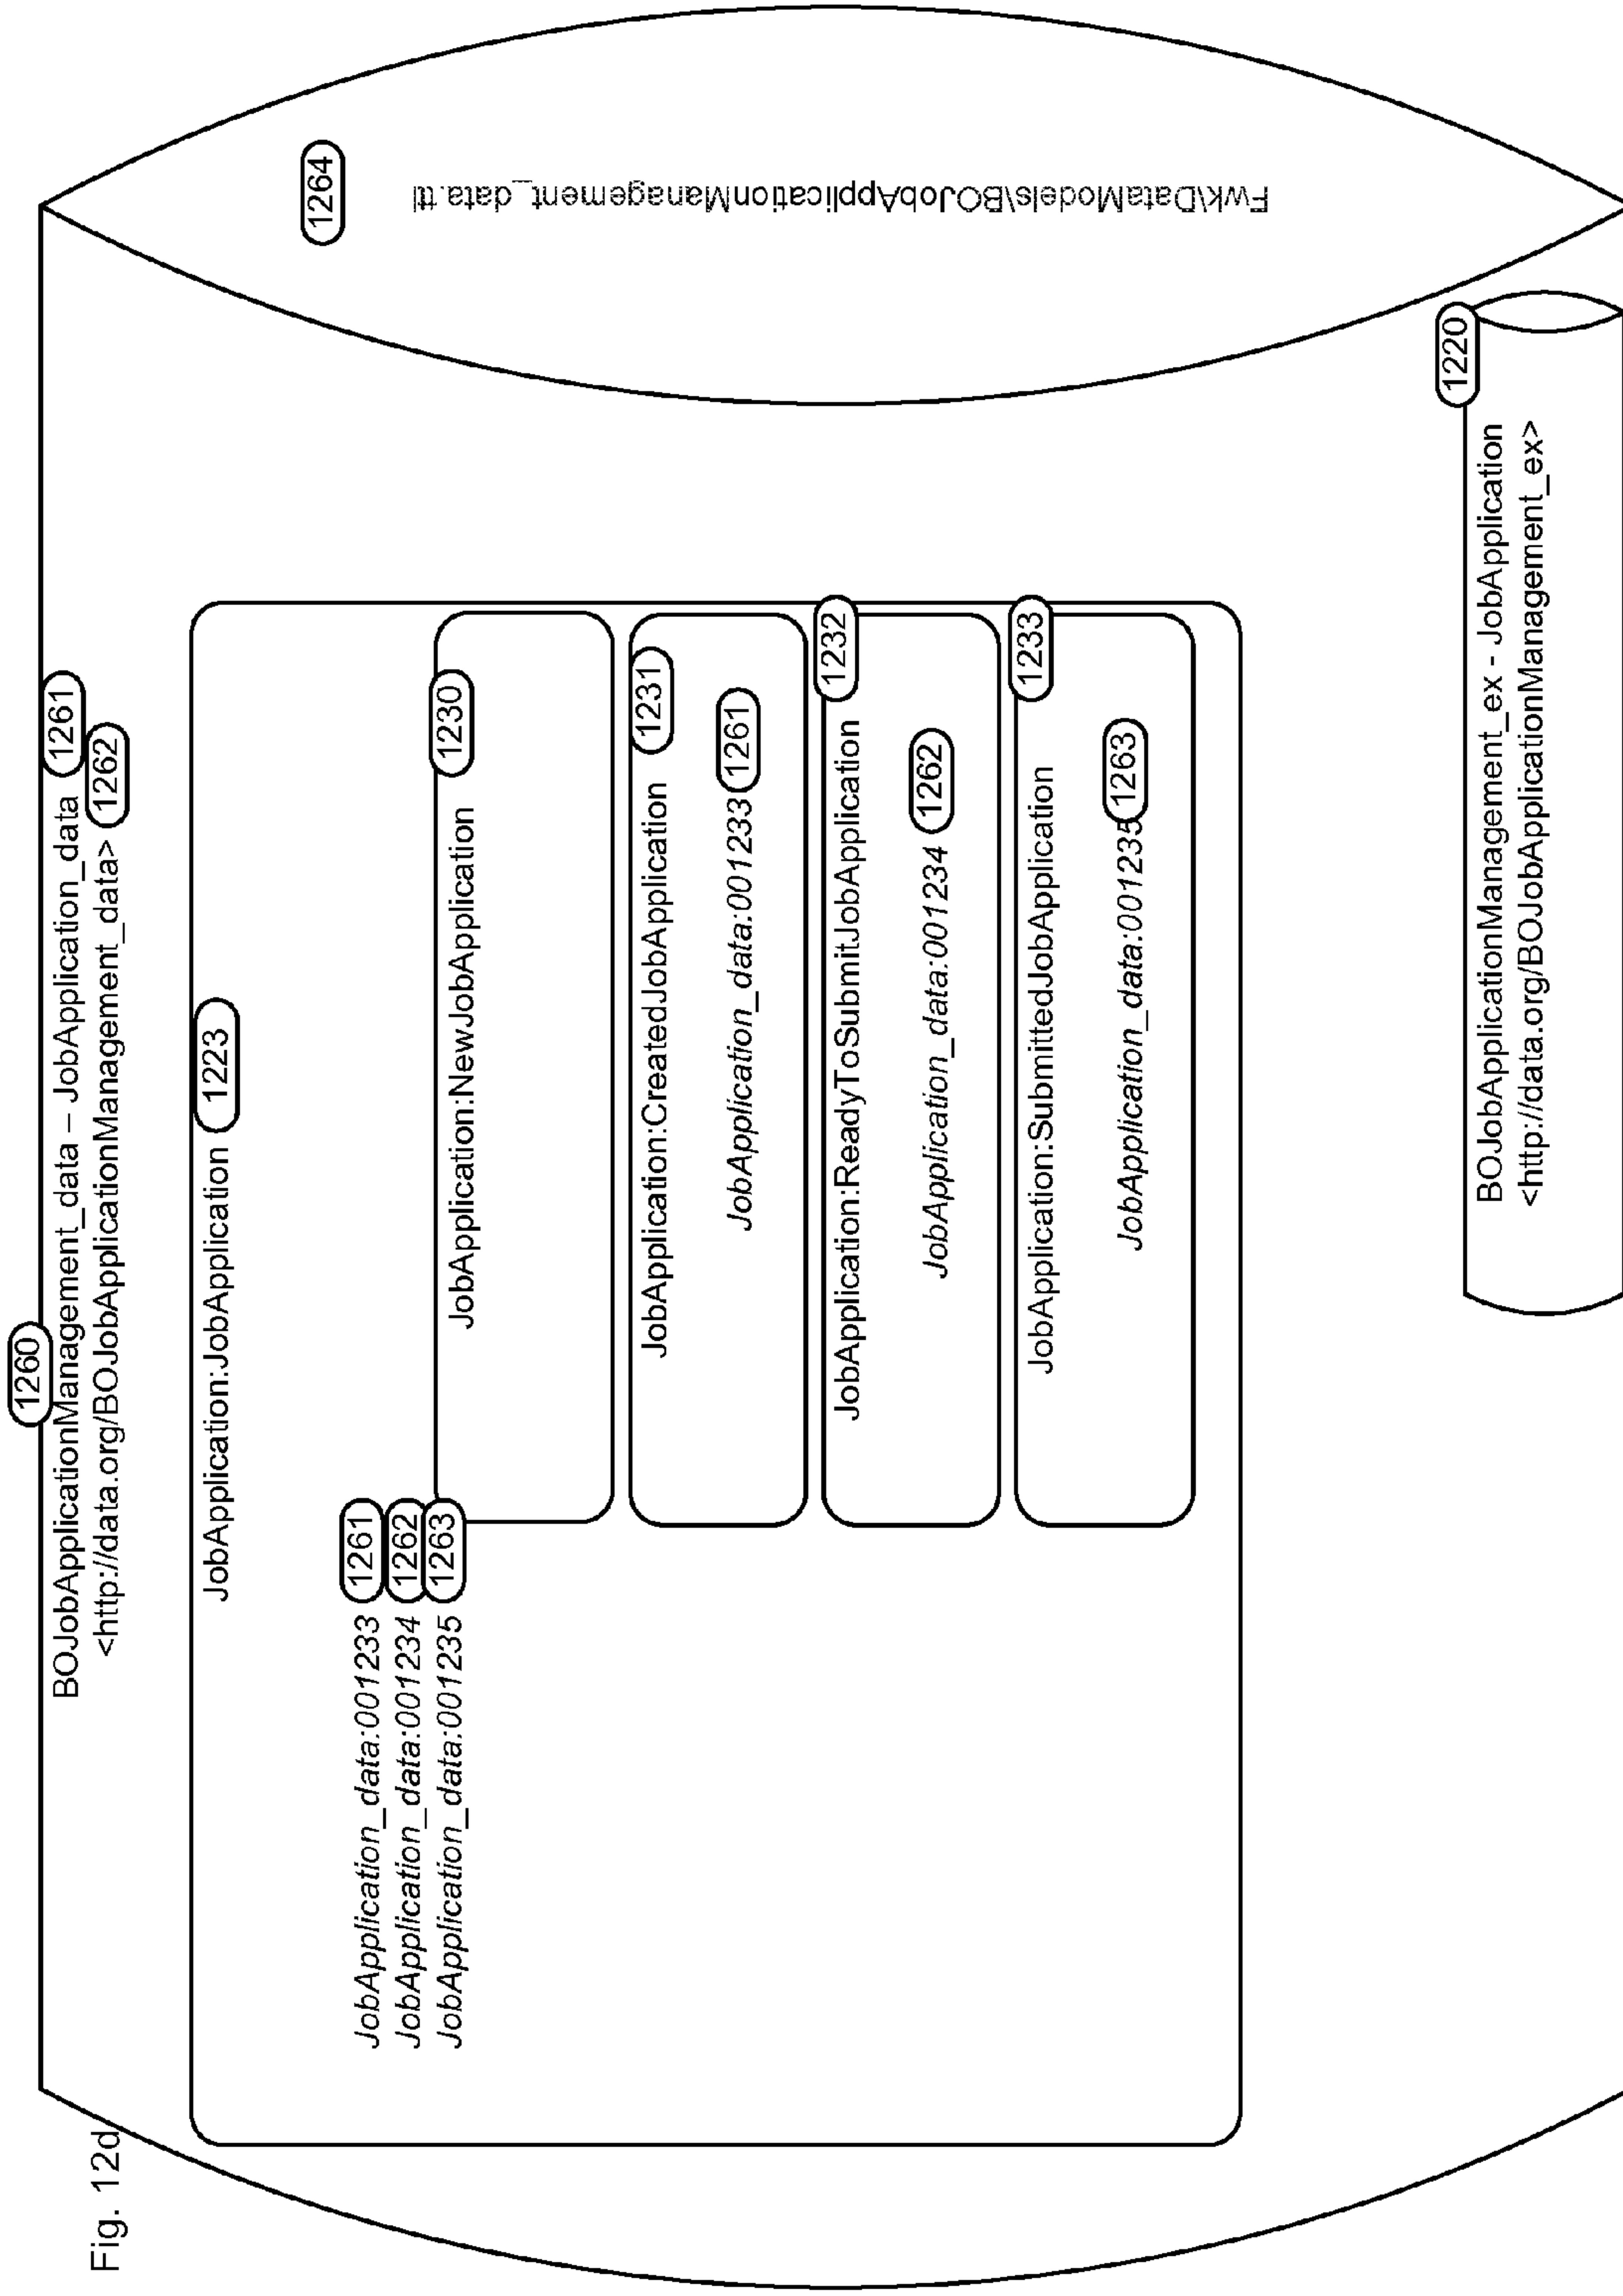 Fig. 12d
1260
BOJobApplicationManagement_data – JobApplication_data 1261
<http://data.org/BOJobApplicationManagement_data> 1262
JobApplication:JobApplication 1223
1264
Fwk\DataModels\BOJobApplicationManagementManagement_data.ttl
JobApplication_data:001233 1261
JobApplication_data:001234 1262
JobApplication_data:001235 1263
JobApplication:NewJobApplication 1230
JobApplication:CreatedJobApplication 1231
JobApplication_data:001233 1261
JobApplication:ReadyToSubmitJobApplication 1232
JobApplication_data:001234 1262
JobApplication:SubmittedJobApplication 1233
JobApplication_data:001235 1263
1220
BOJobApplicationManagement_ex - JobApplication
<http://data.org/BOJobApplicationManagement_ex>